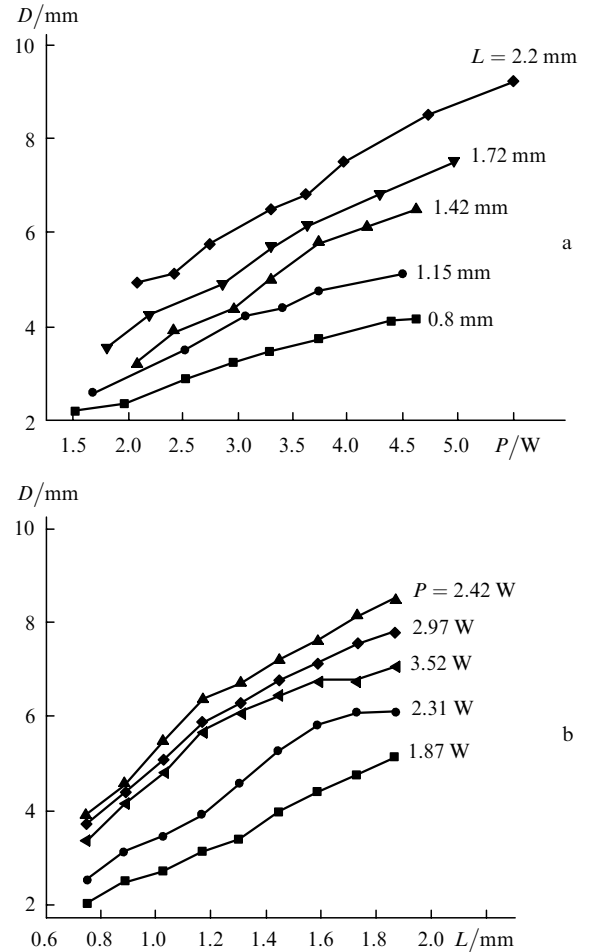 D/mm
10
L = 2.2 mm
8
1.72 mm
1.42 mm
6
a
1.15 mm
4
0.8 mm
2
1.5 2.0 2.5 3.0 3.5 4.0 4.5 5.0 P/W
D/mm
10
P = 2.42 W
8
2.97 W
3.52 W
6
2.31 W
b
1.87 W
4
2
0.6 0.8 1.0 1.2 1.4 1.6 1.8 2.0 L/mm